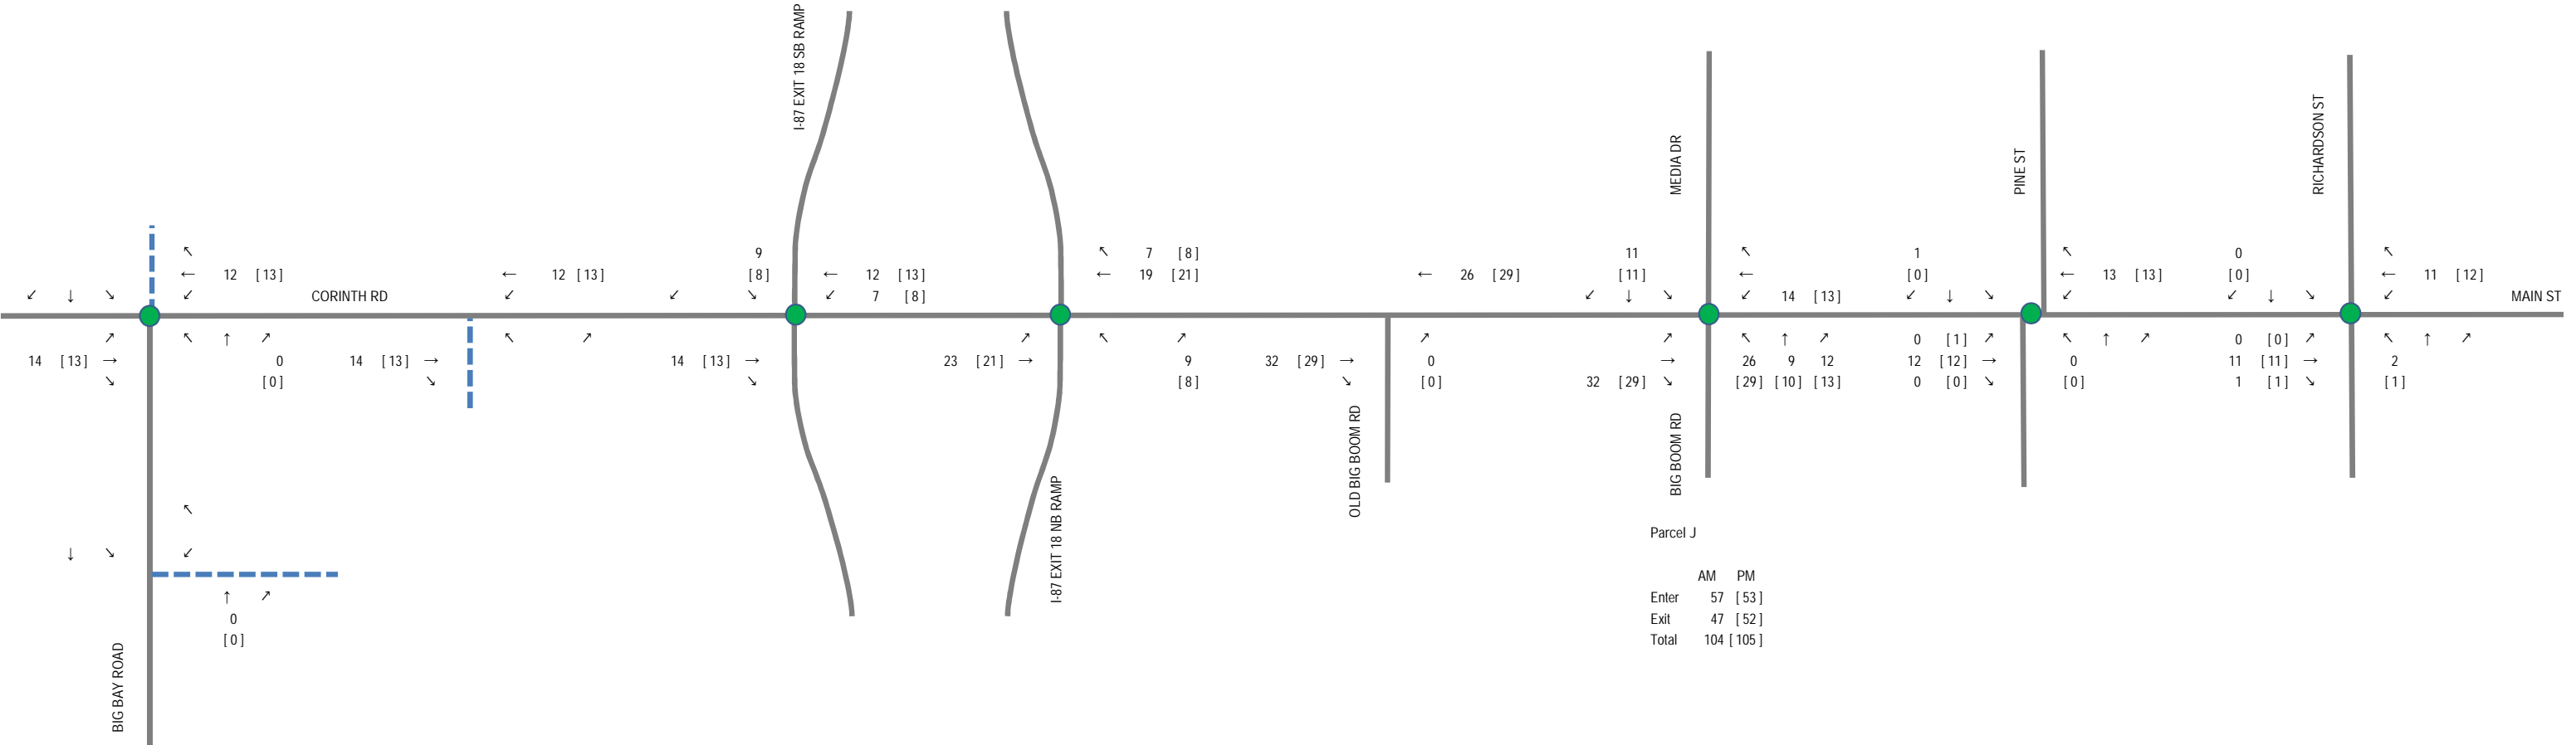 I-87 EXIT 18 SB RAMP
MEDIA DR
PINE ST
RICHARDSON ST
↖ 9 ↖ 7 [8] 11 ↖ 1 ↖ 0 ↖
← 12 [13] ← 12 [13] [8] ← 12 [13] ← 19 [21] ← 26 [29] [11] ← [0] ← 13 [13] [0] ← 11 [12]
↙ ↓ ↘ ↙ CORINTH RD ↙ ↙ ↘ ↙ 7 [8] ↙ ↓ ↘ ↙ 14 [13] ↙ ↓ ↘ ↙ ↙ ↓ ↘ ↙ MAIN ST
↗ ↖ ↑ ↗ ↖ ↗ ↗ ↖ ↗ ↗ ↗ ↖ ↑ ↗ 0 [1] ↗ ↖ ↑ ↗ 0 [0] ↗ ↖ ↑ ↗
14 [13] → 0 14 [13] → 14 [13] → 23 [21] → 9 32 [29] → 0 → 26 9 12 12 [12] → 0 11 [11] → 2
↘ [0] ↘ ↘ [8] ↘ [0] 32 [29] ↘ [29] [10] [13] 0 [0] ↘ [0] 1 [1] ↘ [1]
OLD BIG BOOM RD
BIG BOOM RD
I-87 EXIT 18 NB RAMP
↖
↓ ↘ ↙
↑ ↗
0
[0]
BIG BAY ROAD
Parcel J
AM PM
Enter 57 [53]
Exit 47 [52]
Total 104 [105]